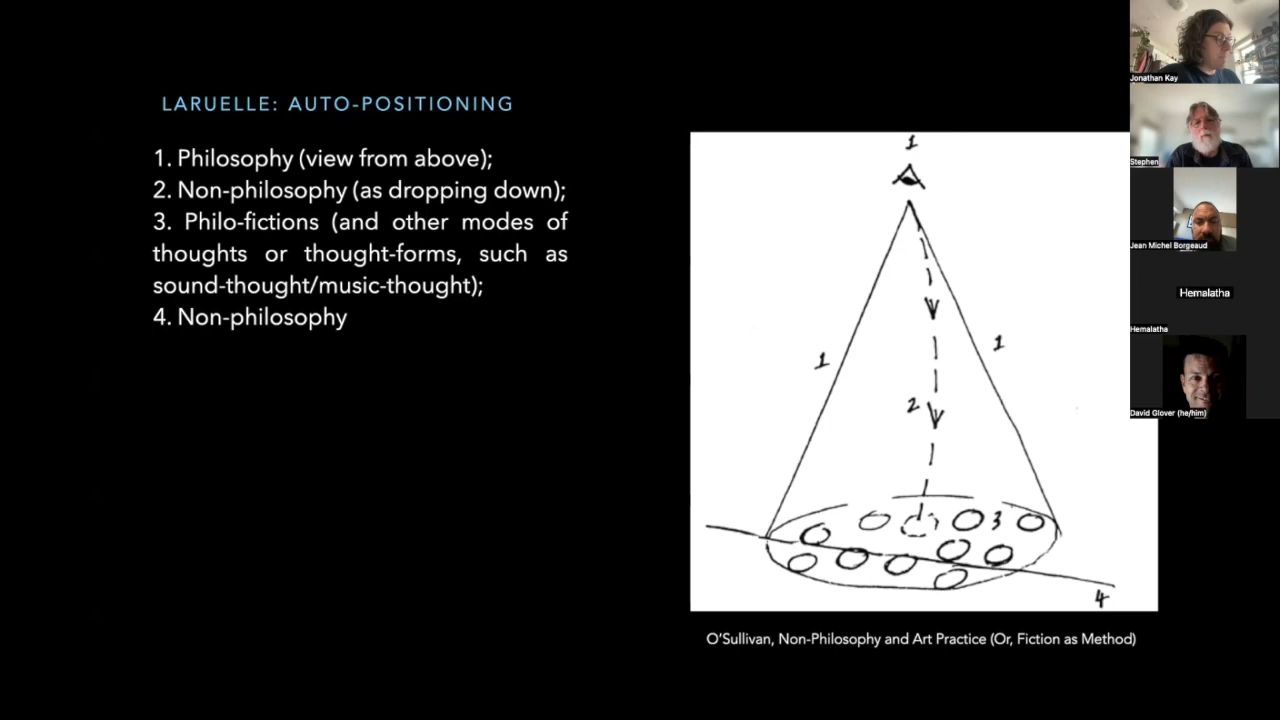 LARUELLE: AUTO-POSITIONING
1. Philosophy (view from above);
2. Non-philosophy (as dropping down);
3. Philo-fictions (and other modes of
thoughts or thought-forms, such as
sound-thought/music-thought);
4. Non-philosophy
1
1
1
2
3
4
O'Sullivan, Non-Philosophy and Art Practice (Or, Fiction as Method)
Jonathan Kay
Stephen
Jean Michel Borgeaud
Hemalatha
Hemalatha
David Glover (he/him)